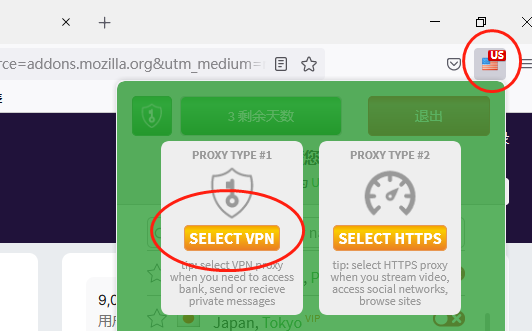 rce=addons.mozilla.org&utm_medium=
US
3 剩余天数
退出
PROXY TYPE #1
SELECT VPN
tip: select VPN proxy
when you need to access
bank, send or recieve
private messages
PROXY TYPE #2
SELECT HTTPS
tip: select HTTPS proxy
when you stream video,
access social networks,
browse sites
您
9,0
用户
Japan, Tokyo VIP